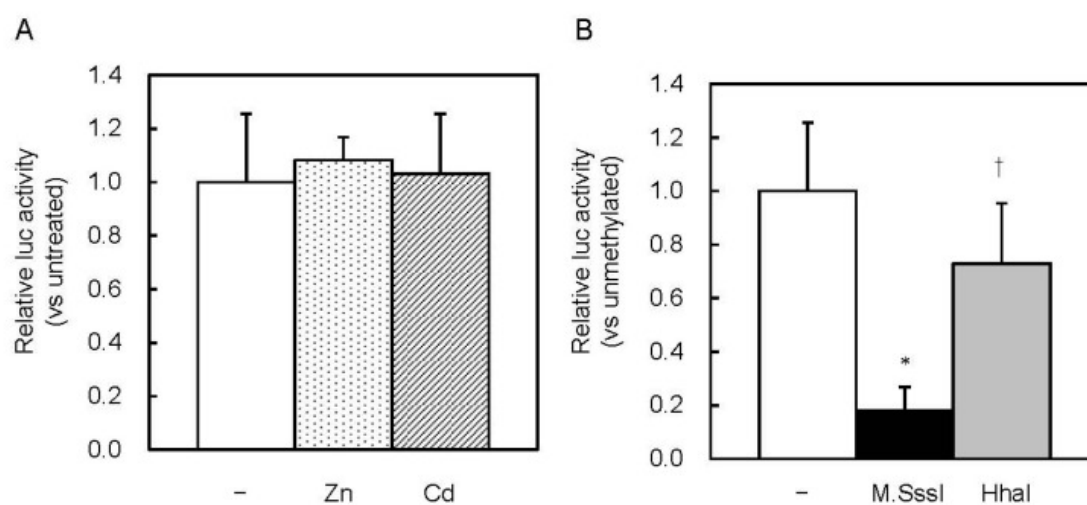 A
Relative luc activity
(vs untreated)
1.4
1.2
1.0
0.8
0.6
0.4
0.2
0.0
– Zn Cd
B
Relative luc activity
(vs unmethylated)
1.4
1.2
1.0
0.8
0.6
0.4
0.2
0.0
*
†
– M.SssI HhaI